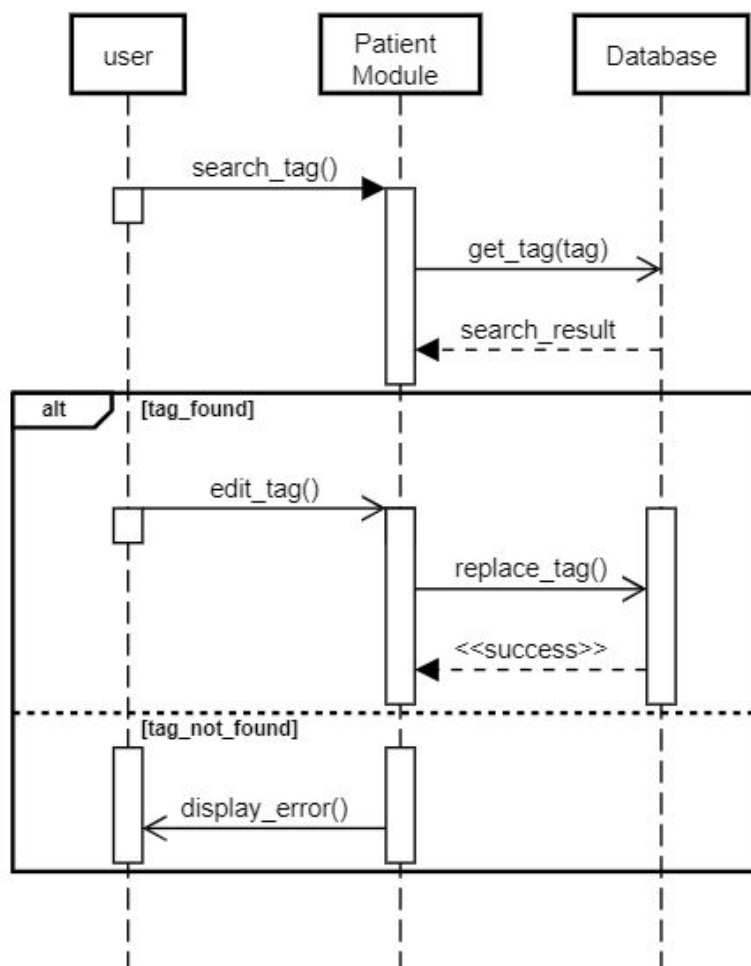 user
Patient
Module
Database
search_tag()
get_tag(tag)
search_result
alt
[tag_found]
edit_tag()
replace_tag()
<<success>>
[tag_not_found]
display_error()